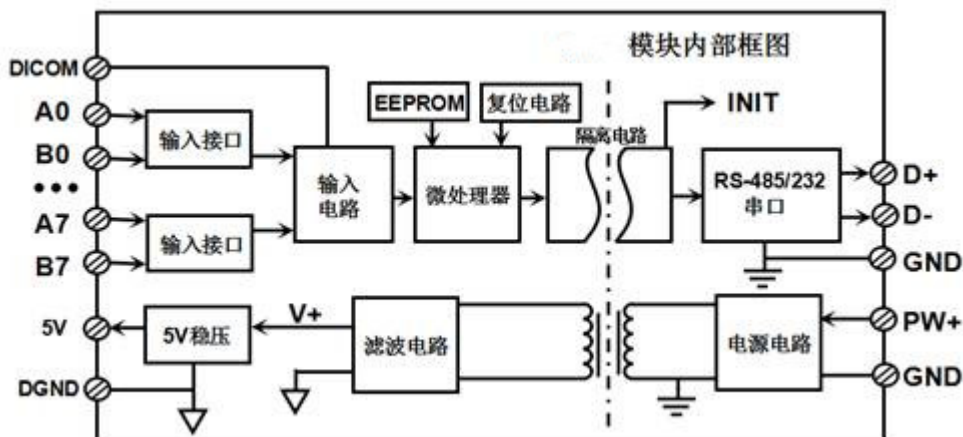 模块内部框图
DICOM
A0
B0
•••
A7
B7
5V
DGND
输入接口
输入接口
输入
电路
EEPROM
复位电路
微处理器
隔离电路
INIT
RS-485/232
串口
D+
D-
GND
5V稳压
V+
滤波电路
电源电路
PW+
GND